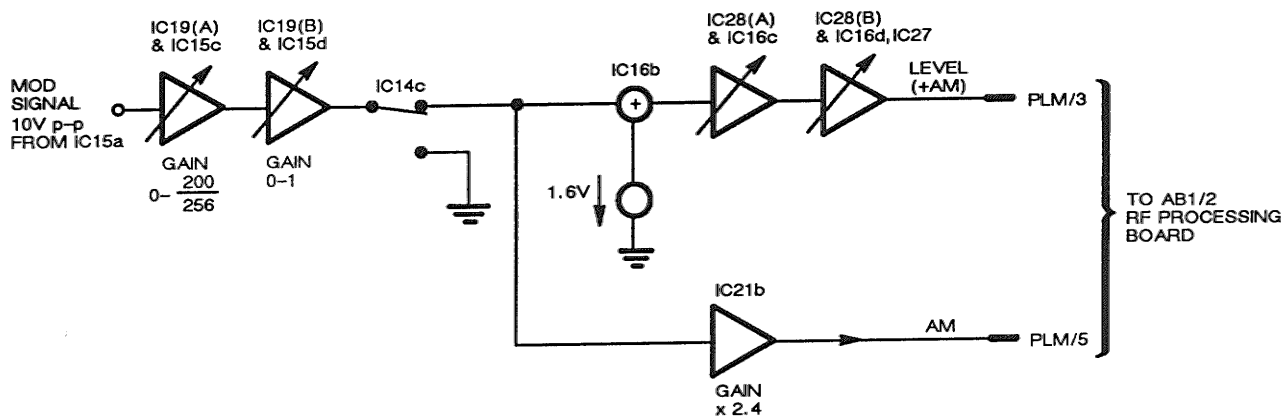 IC19(A)
& IC15c
IC19(B)
& IC15d
IC14c
MOD
SIGNAL
10V p-p
FROM IC15a
GAIN
0- 200
256
GAIN
0-1
IC16b
1.6V
IC28(A)
& IC16c
IC28(B)
& IC16d,IC27
LEVEL
(+AM)
PLM/3
TO AB1/2
RF PROCESSING
BOARD
IC21b
GAIN
x 2.4
AM
PLM/5